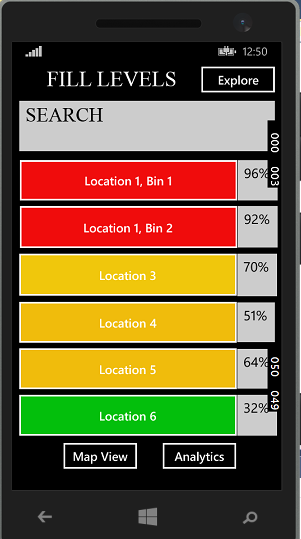 12:50
FILL LEVELS
Explore
SEARCH
000
003
Location 1, Bin 1
96%
Location 1, Bin 2
92%
Location 3
70%
Location 4
51%
Location 5
64%
050
049
Location 6
32%
Map View
Analytics